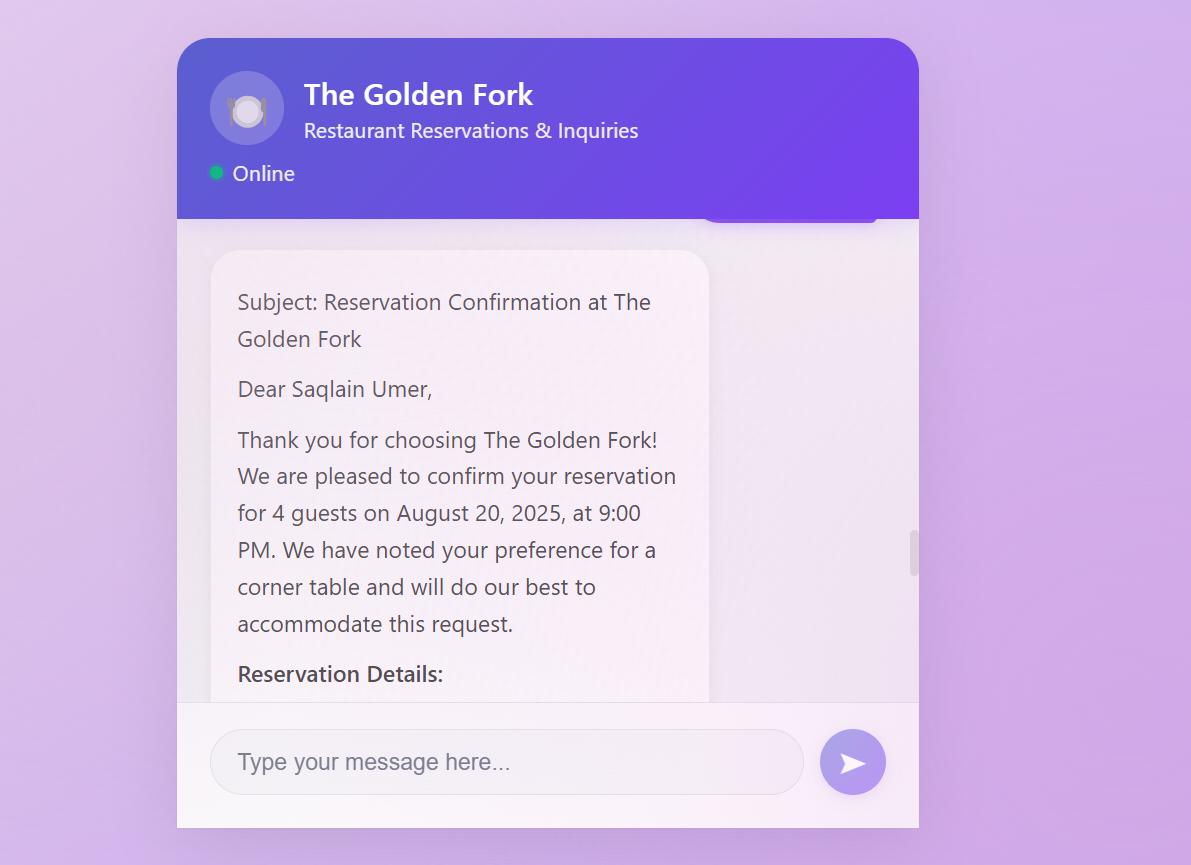 The Golden Fork
Restaurant Reservations & Inquiries
Online
Subject: Reservation Confirmation at The
Golden Fork
Dear Saqlain Umer,
Thank you for choosing The Golden Fork!
We are pleased to confirm your reservation
for 4 guests on August 20, 2025, at 9:00
PM. We have noted your preference for a
corner table and will do our best to
accommodate this request.
Reservation Details:
Type your message here...